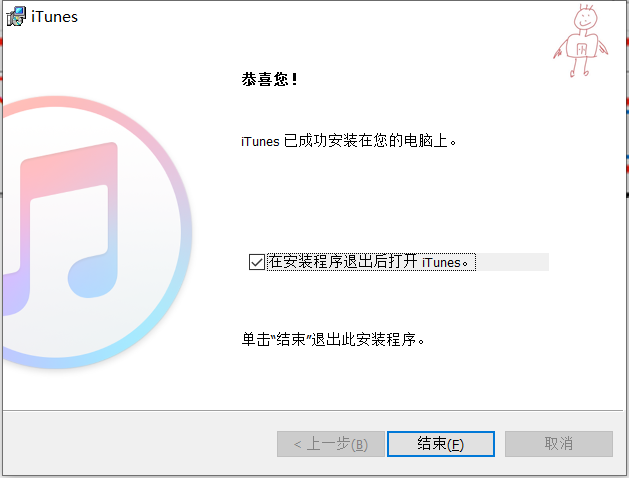 iTunes
恭喜您！
iTunes 已成功安装在您的电脑上。
在安装程序退出后打开 iTunes。
单击“结束”退出此安装程序。
< 上一步(B)
结束(F)
取消